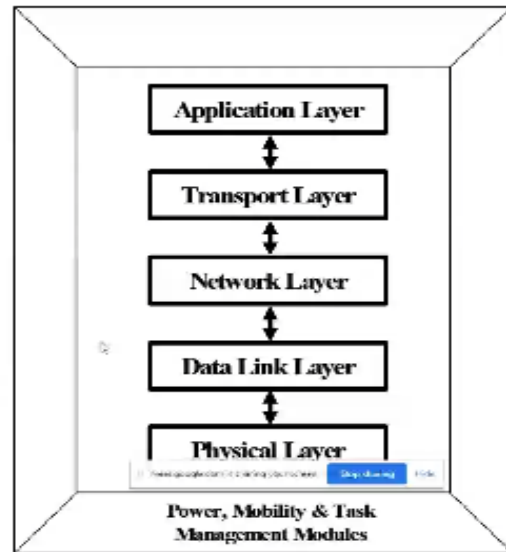 Application Layer
Transport Layer
Network Layer
Data Link Layer
Physical Layer
Stop sharing
Hide
Power, Mobility & Task
Management Modules